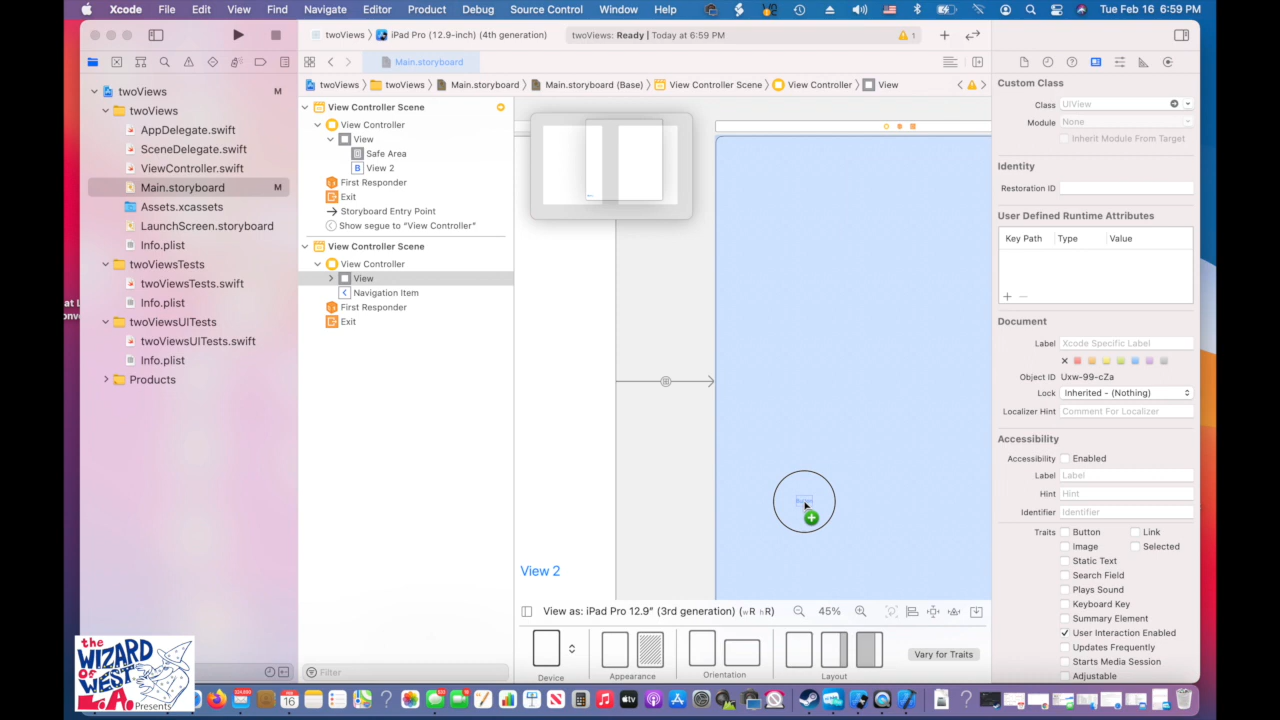 Xcode File Edit View Find Navigate Editor Product Debug Source Control Window Help Tue Feb 16 6:59 PM
twoViews iPad Pro (12.9-inch) (4th generation) twoViews: Ready | Today at 6:59 PM 1
Main.storyboard
twoViews twoViews Main.storyboard Main.storyboard (Base) View Controller Scene View Controller View
twoViews M
twoViews
AppDelegate.swift
SceneDelegate.swift
ViewController.swift
Main.storyboard M
Assets.xcassets
LaunchScreen.storyboard
Info.plist
twoViewsTests
twoViewsTests.swift
Info.plist
twoViewsUITests
twoViewsUITests.swift
Info.plist
Products
View Controller Scene
View Controller
View
Safe Area
B View 2
First Responder
Exit
Storyboard Entry Point
Show segue to "View Controller"
View Controller Scene
View Controller
View
Navigation Item
First Responder
Exit
Filter
View 2
View as: iPad Pro 12.9" (3rd generation) (wR hR) 45%
Device
Appearance
Orientation
Layout
Vary for Traits
Custom Class
Class UIView
Module None
Inherit Module From Target
Identity
Restoration ID
User Defined Runtime Attributes
Key Path Type Value
Document
Label Xcode Specific Label
Object ID Uxw-99-cZa
Lock Inherited - (Nothing)
Localizer Hint Comment For Localizer
Accessibility
Accessibility Enabled
Label Label
Hint Hint
Identifier Identifier
Traits Button Link
Image Selected
Static Text
Search Field
Plays Sound
Keyboard Key
Summary Element
User Interaction Enabled
Updates Frequently
Starts Media Session
Adjustable
the
WIZARD
of
WEST
L.A.
Presents